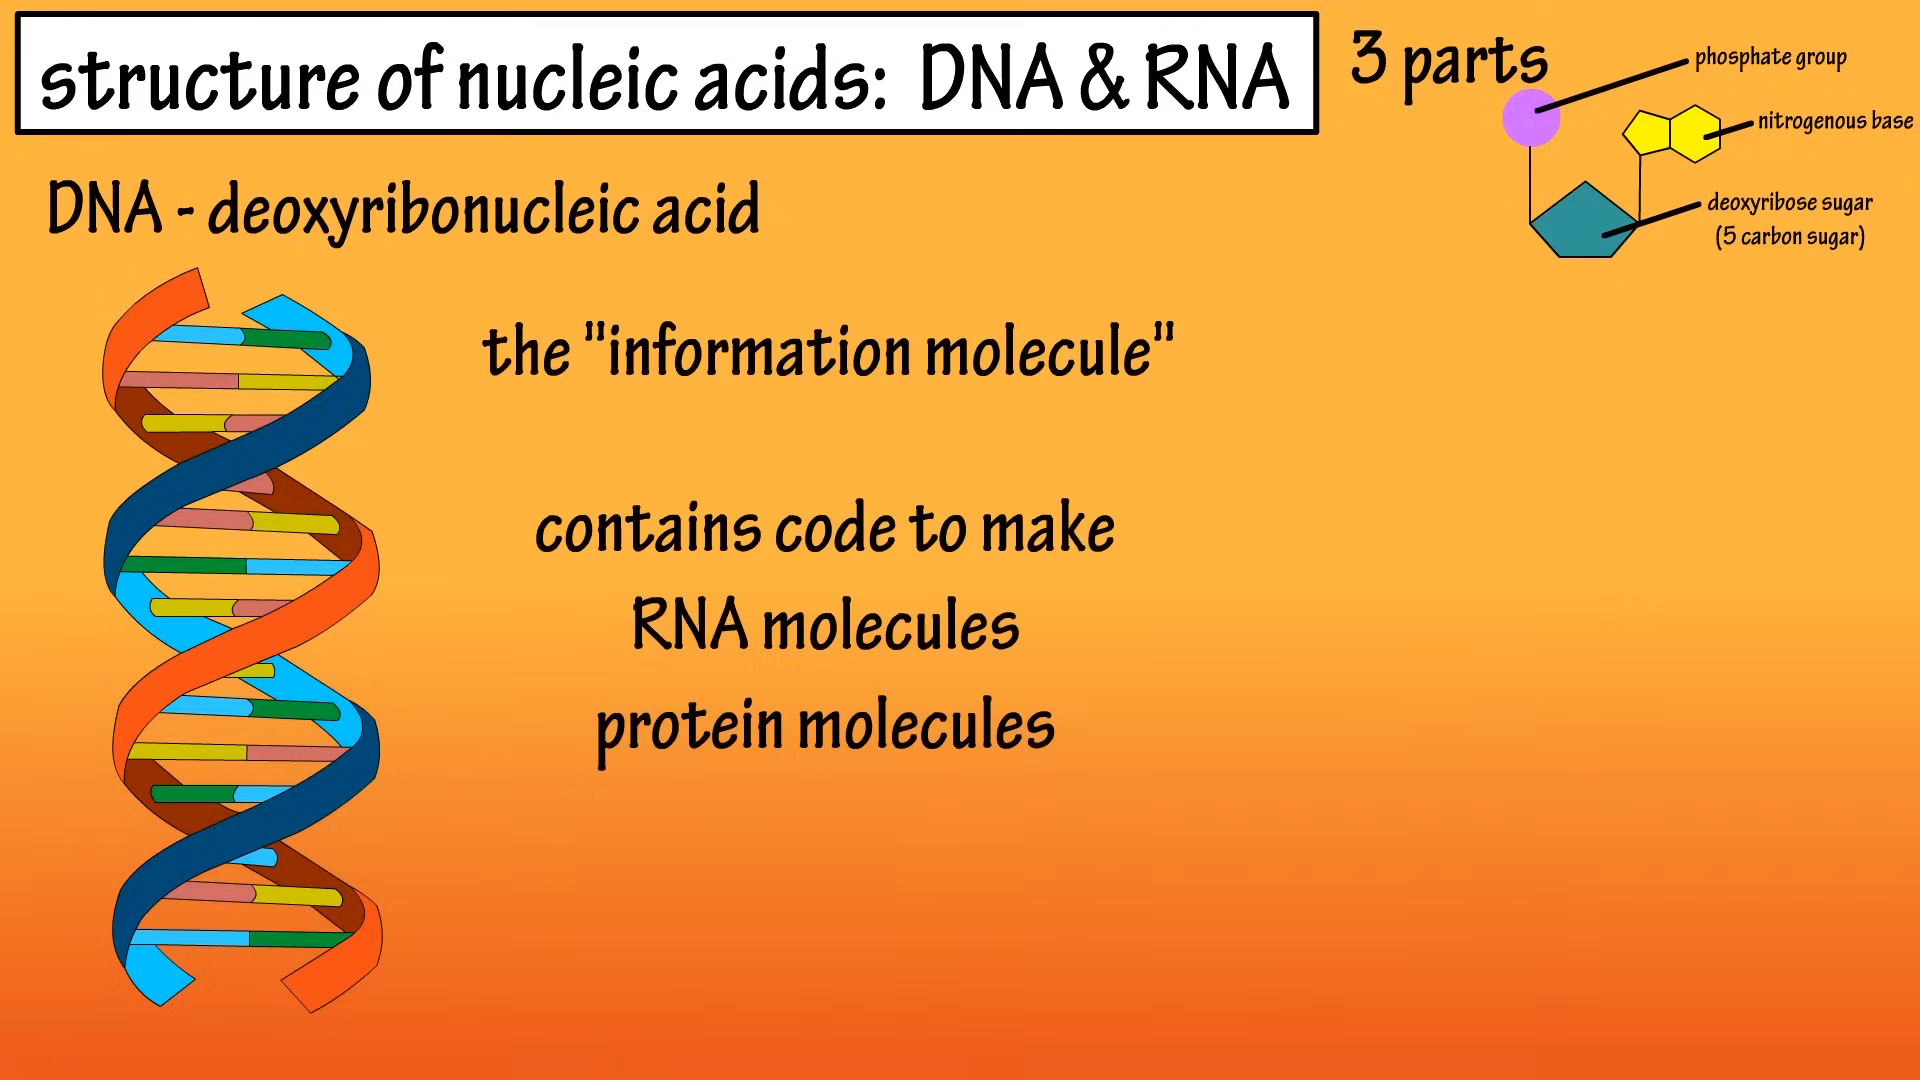 structure of nucleic acids: DNA & RNA
3 parts
phosphate group
nitrogenous base
deoxyribose sugar
(5 carbon sugar)
DNA - deoxyribonucleic acid
the "information molecule"
contains code to make
RNA molecules
protein molecules